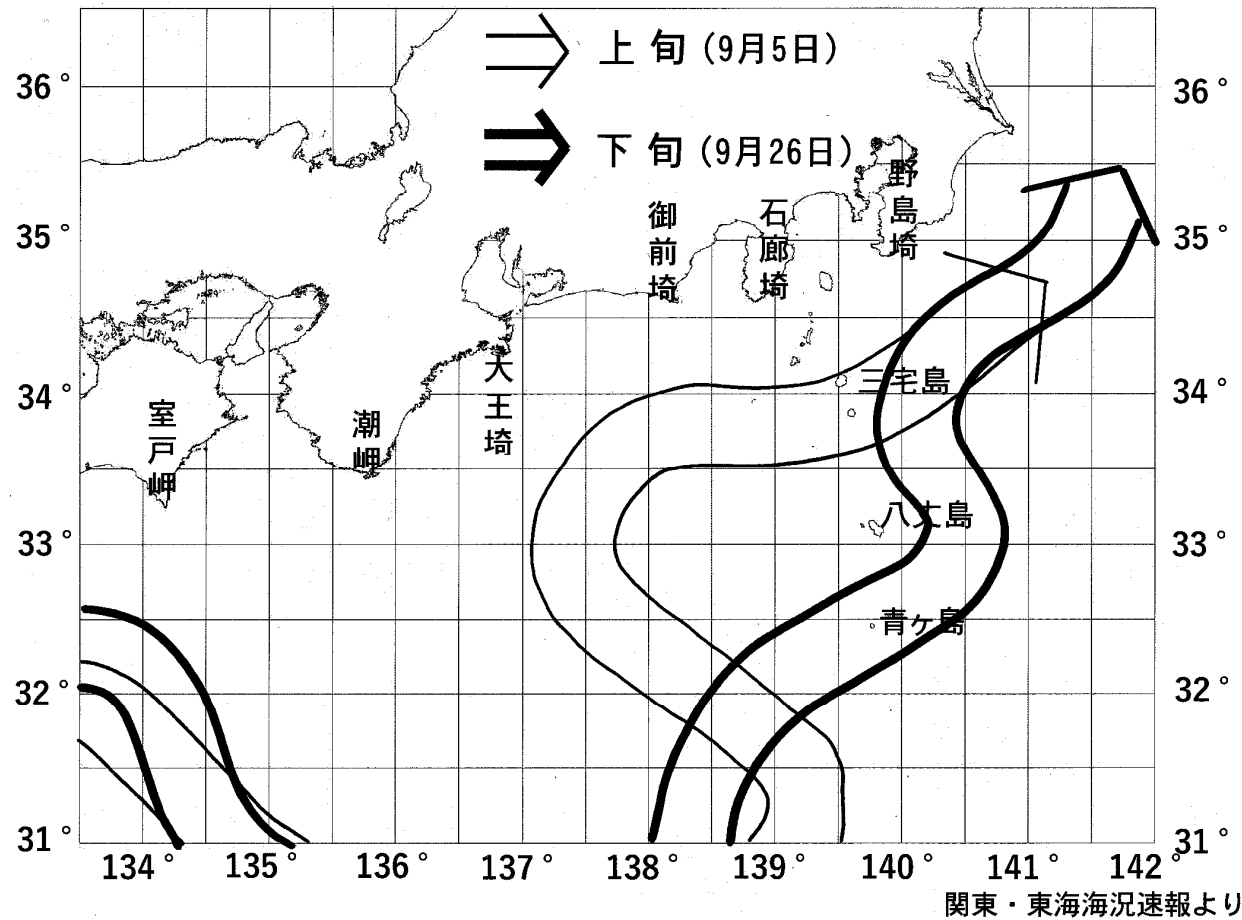 上旬(9月5日)
下旬(9月26日)
36°
36°
35°
35°
34°
34°
33°
33°
32°
32°
31°
31°
御前埼
石廊埼
野島埼
大王埼
室戸岬
潮岬
三宅島
八丈島
青ヶ島
134°
135°
136°
137°
138°
139°
140°
141°
142°
関東・東海海況速報より